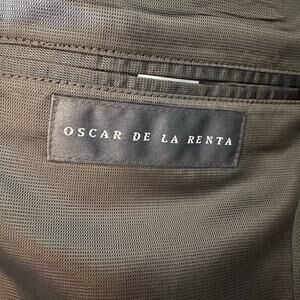 OSCAR DE LA RENTA